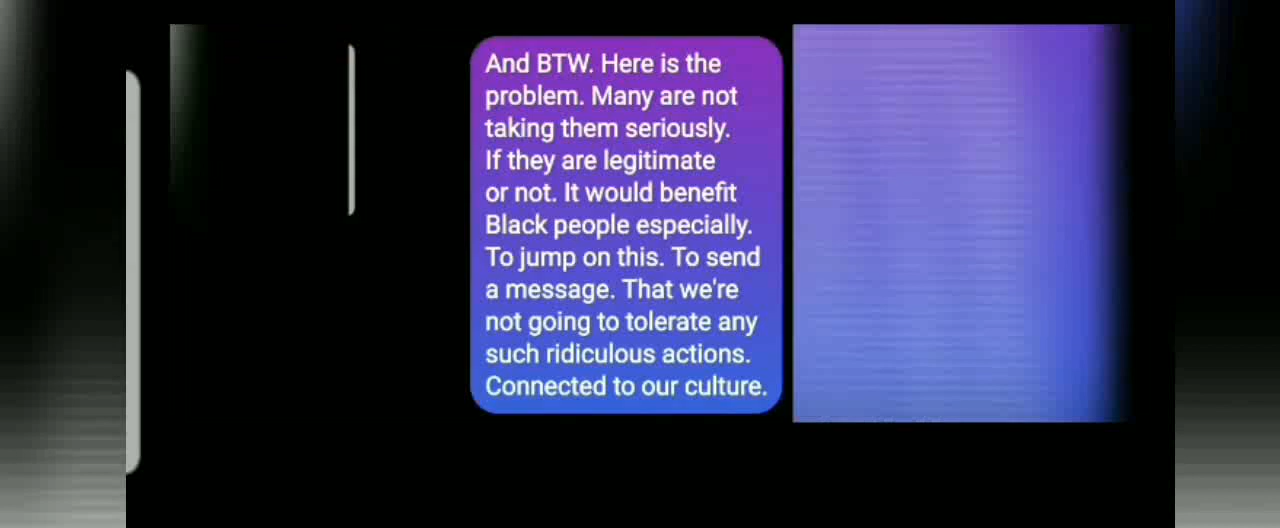 And BTW. Here is the
problem. Many are not
taking them seriously.
If they are legitimate
or not. It would benefit
Black people especially.
To jump on this. To send
a message. That we're
not going to tolerate any
such ridiculous actions.
Connected to our culture.